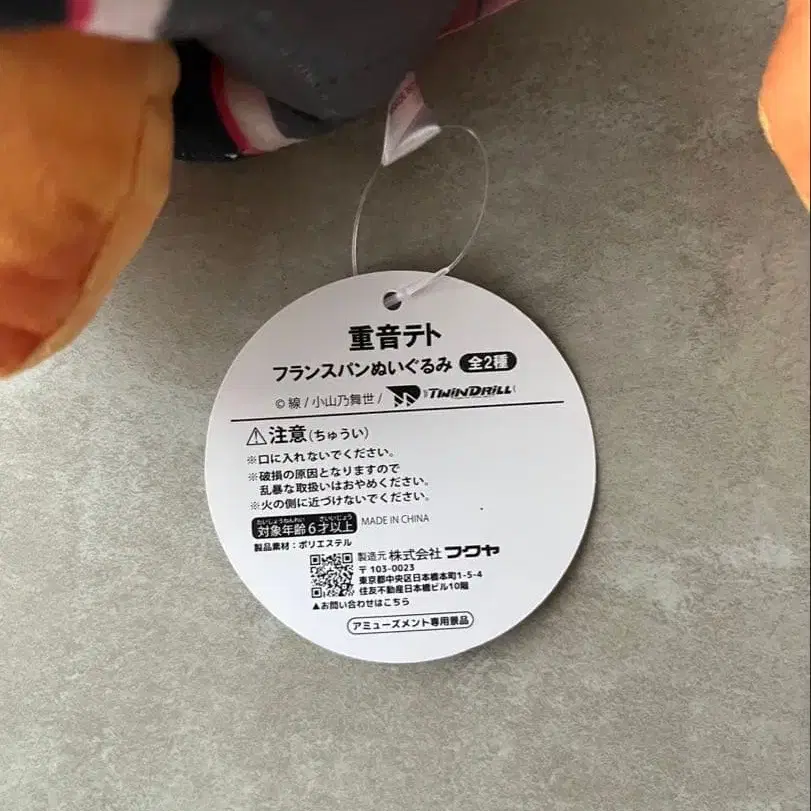 重音テト
フランスパンぬいぐるみ 全2種
© 線 / 小山乃舞世 / TWINDRILL
⚠注意(ちゅうい)
※口に入れないでください。
※破損の原因となりますので
乱暴な取扱いはおやめください。
※火の側に近づけないでください。
たいしょうねんれい さいいじょう
対象年齢6才以上 MADE IN CHINA
製品素材:ポリエステル
製造元 株式会社 フクヤ
〒103-0023
東京都中央区日本橋本町1-5-4
住友不動産日本橋ビル10階
▲お問い合わせはこちら
アミューズメント専用景品